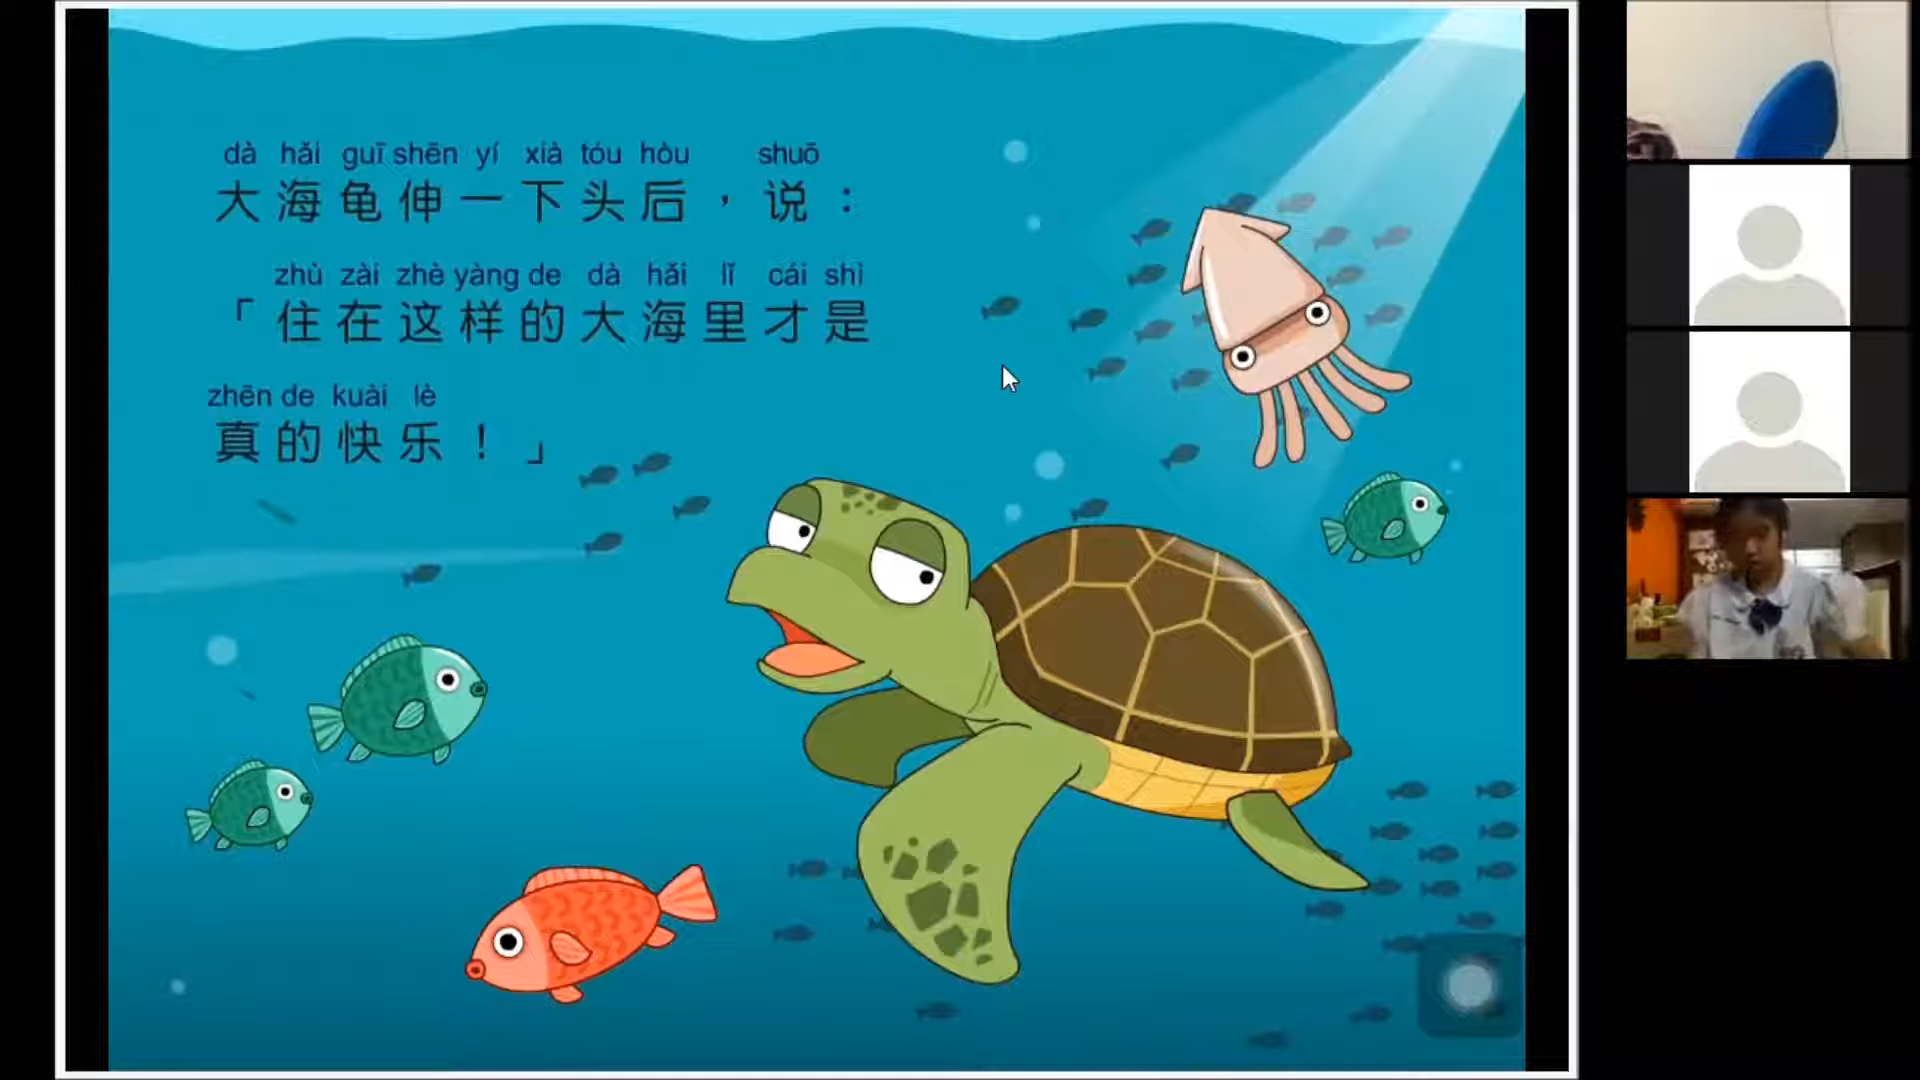 dà hǎi guī shēn yí xià tóu hòu shuō
大海龟伸一下头后，说：
zhù zài zhè yàng de dà hǎi lǐ cái shì
「住在这样的大海里才是
zhēn de kuài lè
真的快乐！」